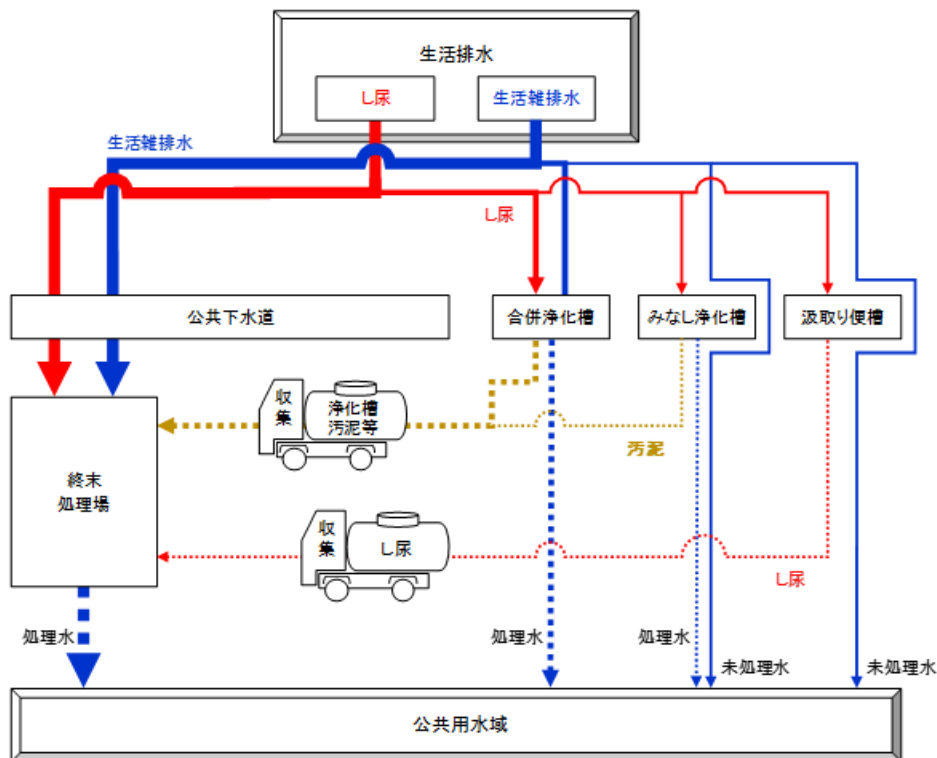 生活排水
し尿
生活雑排水
生活雑排水
し尿
公共下水道
合併浄化槽
みなし浄化槽
汲取り便槽
収集
浄化槽
汚泥等
汚泥
終末
処理場
収集
し尿
し尿
処理水
処理水
処理水
未処理水
未処理水
公共用水域